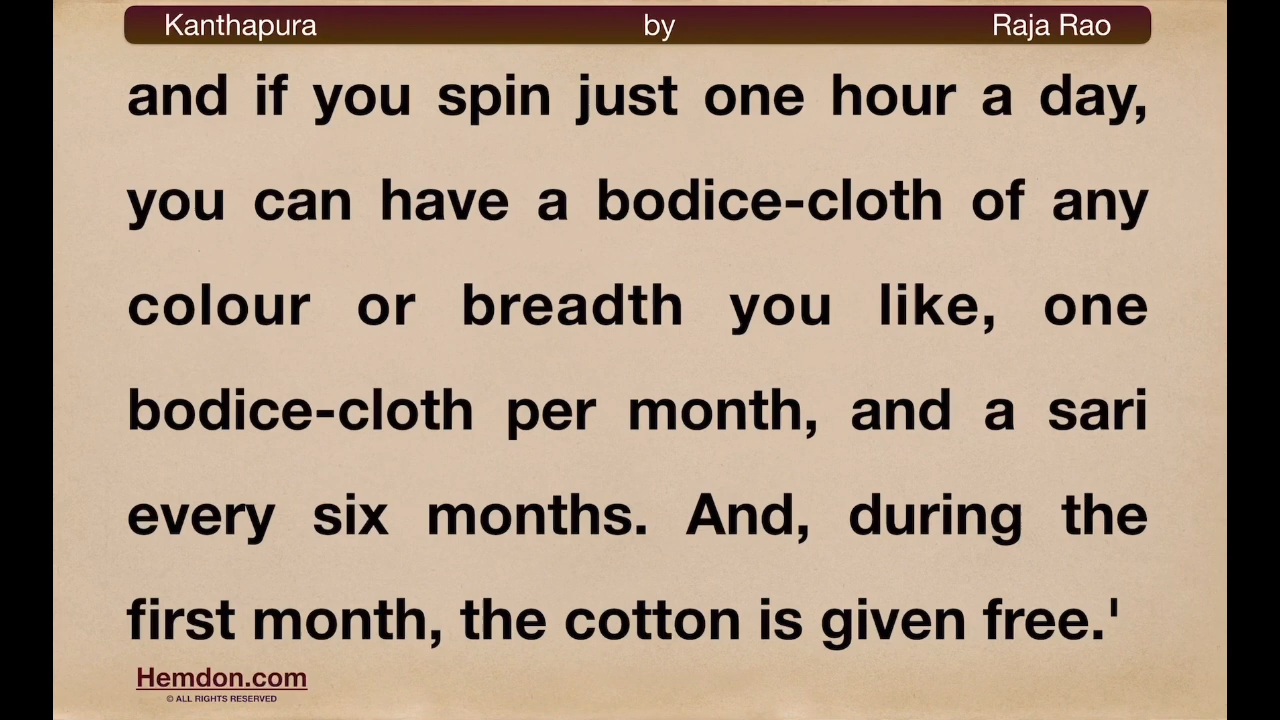 Kanthapura by Raja Rao
and if you spin just one hour a day,
you can have a bodice-cloth of any
colour or breadth you like, one
bodice-cloth per month, and a sari
every six months. And, during the
first month, the cotton is given free.'
Hemdon.com
© ALL RIGHTS RESERVED